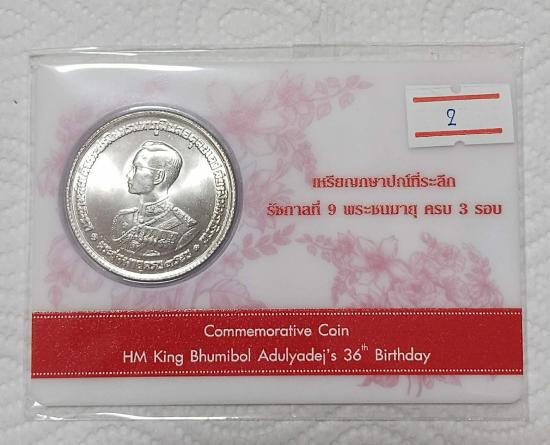 2
เหรียญกษาปณ์ที่ระลึก
รัชกาลที่ 9 พระชนมายุ ครบ 3 รอบ
Commemorative Coin
HM King Bhumibol Adulyadej's 36th Birthday